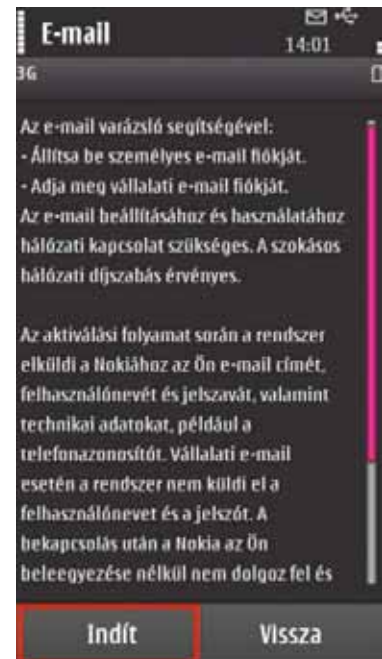 E-mail
14:01
3G
Az e-mail varázsló segítségével:
- Állítsa be személyes e-mail fiókját.
- Adja meg vállalati e-mail fiókját.
Az e-mail beállításához és használatához
hálózati kapcsolat szükséges. A szokásos
hálózati díjszabás érvényes.
Az aktiválási folyamat során a rendszer
elküldi a Nokiához az Ön e-mail címét,
felhasználónevét és jelszavát, valamint
technikai adatokat, például a
telefonazonosítót. Vállalati e-mail
esetén a rendszer nem küldi el a
felhasználónevet és a jelszót. A
bekapcsolás után a Nokia az Ön
beleegyezése nélkül nem dolgoz fel és
Indít
Vissza